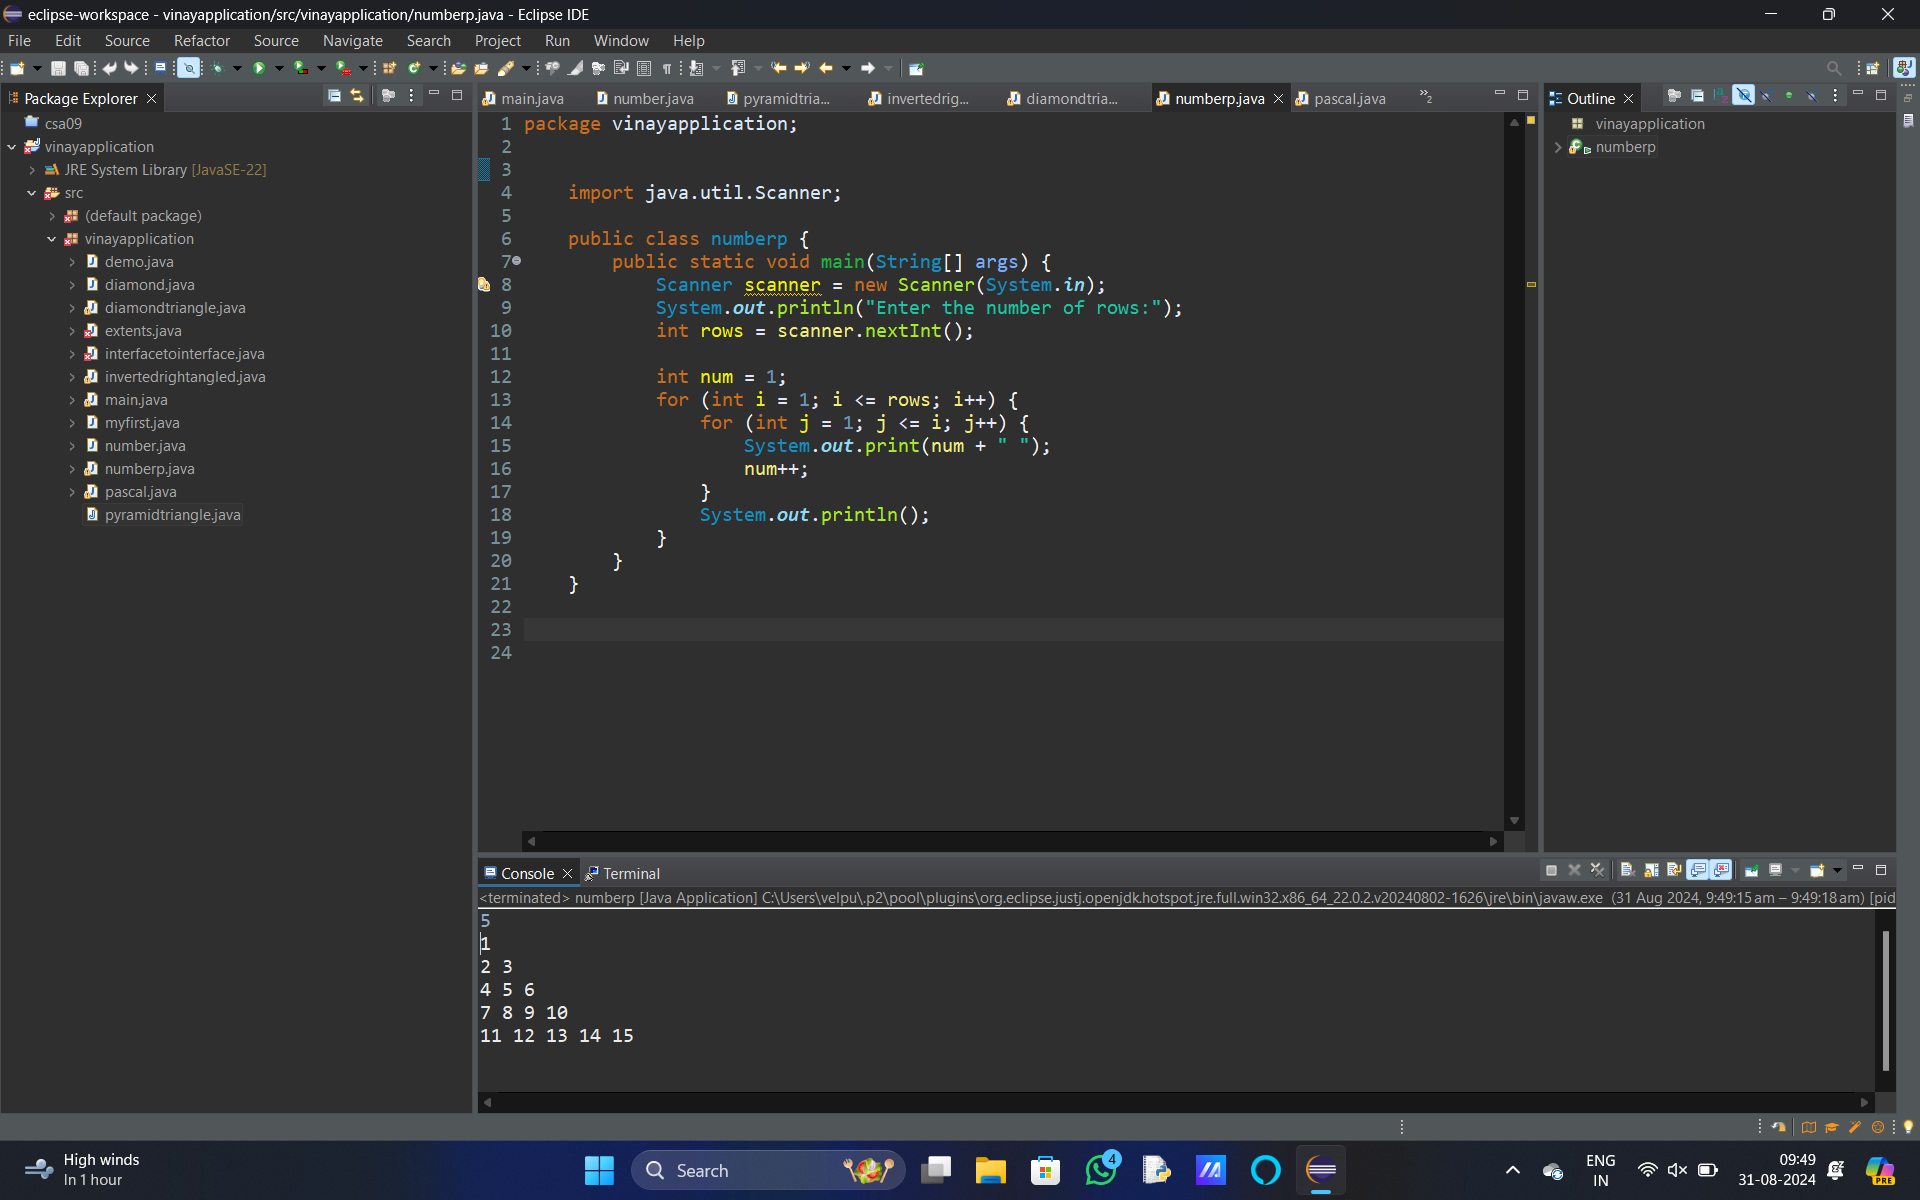 eclipse-workspace - vinayapplication/src/vinayapplication/numberp.java - Eclipse IDE
File Edit Source Refactor Source Navigate Search Project Run Window Help
Package Explorer
csa09
vinayapplication
JRE System Library [JavaSE-22]
src
(default package)
vinayapplication
demo.java
diamond.java
diamondtriangle.java
extents.java
interfacetointerface.java
invertedrightangled.java
main.java
myfirst.java
number.java
numberp.java
pascal.java
pyramidtriangle.java
main.java number.java pyramidtria... invertedrig... diamondtria... numberp.java pascal.java »2
1 package vinayapplication;
2
3
4 import java.util.Scanner;
5
6 public class numberp {
7 public static void main(String[] args) {
8 Scanner scanner = new Scanner(System.in);
9 System.out.println("Enter the number of rows:");
10 int rows = scanner.nextInt();
11
12 int num = 1;
13 for (int i = 1; i <= rows; i++) {
14 for (int j = 1; j <= i; j++) {
15 System.out.print(num + " ");
16 num++;
17 }
18 System.out.println();
19 }
20 }
21 }
22
23
24
Outline
vinayapplication
numberp
Console Terminal
<terminated> numberp [Java Application] C:\Users\velpu\.p2\pool\plugins\org.eclipse.justj.openjdk.hotspot.jre.full.win32.x86_64_22.0.2.v20240802-1626\jre\bin\javaw.exe (31 Aug 2024, 9:49:15 am – 9:49:18 am) [pid
5
1
2 3
4 5 6
7 8 9 10
11 12 13 14 15
High winds
In 1 hour
Search
4
ENG
IN
09:49
31-08-2024
PRE